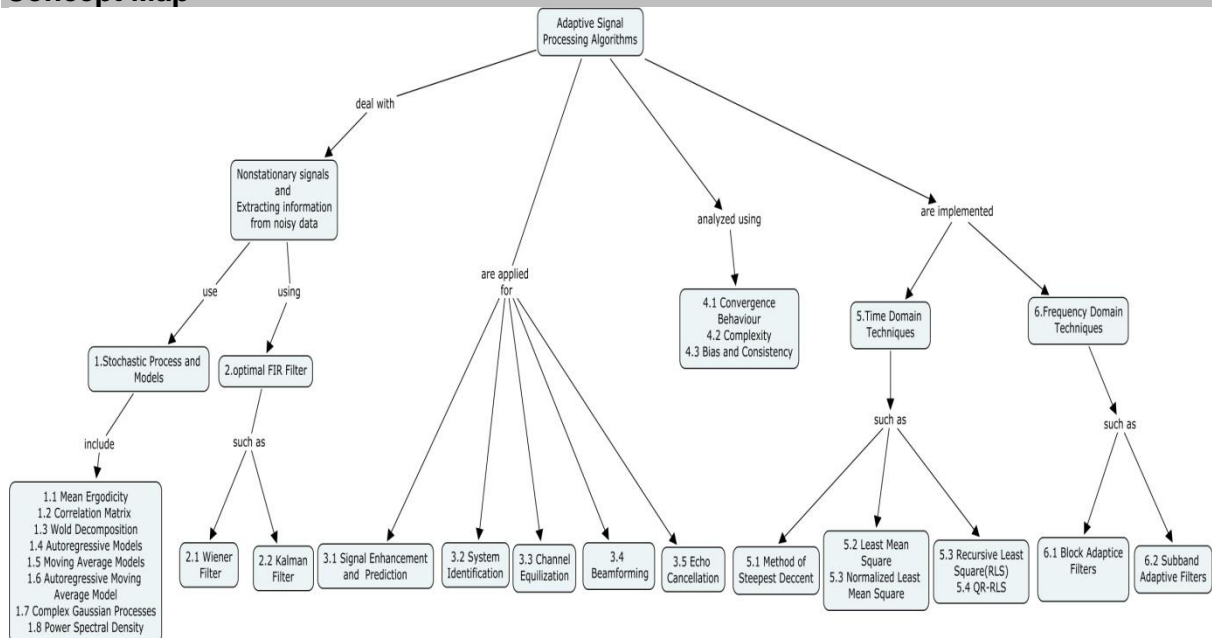 Concept Map
Adaptive Signal
Processing Algorithms
deal with
Nonstationary signals
and
Extracting information
from noisy data
analyzed using
are implemented
use
using
are applied
for
4.1 Convergence
Behaviour
4.2 Complexity
4.3 Bias and Consistency
5.Time Domain
Techniques
6.Frequency Domain
Techniques
1.Stochastic Process and
Models
2.optimal FIR Filter
include
such as
such as
such as
1.1 Mean Ergodicity
1.2 Correlation Matrix
1.3 Wold Decomposition
1.4 Autoregressive Models
1.5 Moving Average Models
1.6 Autoregressive Moving
Average Model
1.7 Complex Gaussian Processes
1.8 Power Spectral Density
2.1 Wiener
Filter
2.2 Kalman
Filter
3.1 Signal Enhancement
and Prediction
3.2 System
Identification
3.3 Channel
Equilization
3.4
Beamforming
3.5 Echo
Cancellation
5.1 Method of
Steepest Deccent
5.2 Least Mean
Square
5.3 Normalized Least
Mean Square
5.3 Recursive Least
Square(RLS)
5.4 QR-RLS
6.1 Block Adaptice
Filters
6.2 Subband
Adaptive Filters